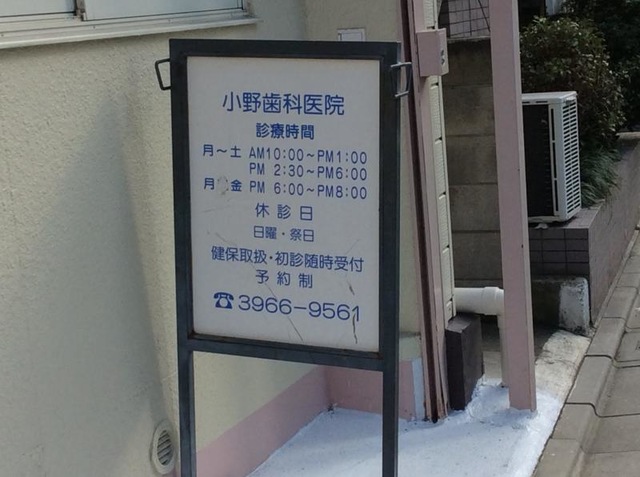 小野歯科医院
診療時間
月～土 AM10:00～PM1:00
PM 2:30～PM6:00
月 金 PM 6:00～PM8:00
休診日
日曜・祭日
健保取扱・初診随時受付
予約制
☎3966-9561